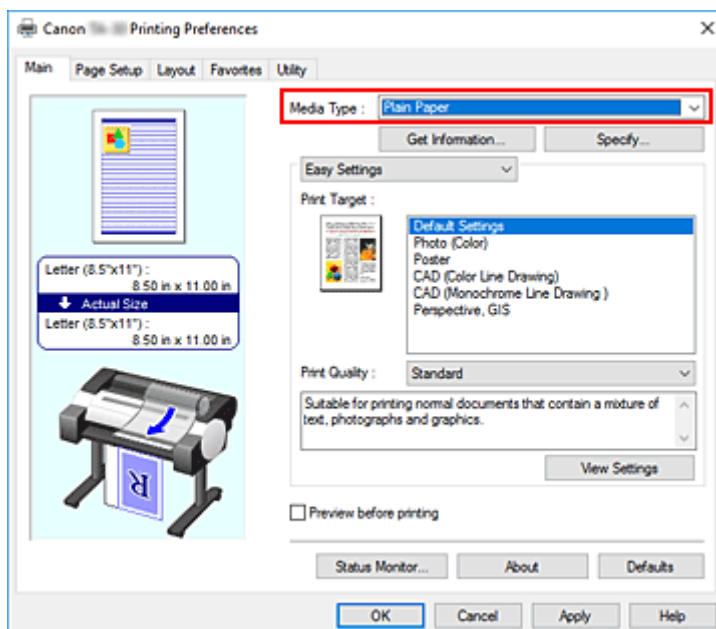 Canon Printing Preferences
Main Page Setup Layout Favorites Utility
Media Type : Plain Paper
Get Information... Specify...
Easy Settings
Print Target :
Default Settings
Photo (Color)
Poster
CAD (Color Line Drawing)
CAD (Monochrome Line Drawing )
Perspective, GIS
Letter (8.5"x11") :
8.50 in x 11.00 in
Actual Size
Letter (8.5"x11") :
8.50 in x 11.00 in
Print Quality : Standard
Suitable for printing normal documents that contain a mixture of
text, photographs and graphics.
R
View Settings
Preview before printing
Status Monitor... About Defaults
OK Cancel Apply Help